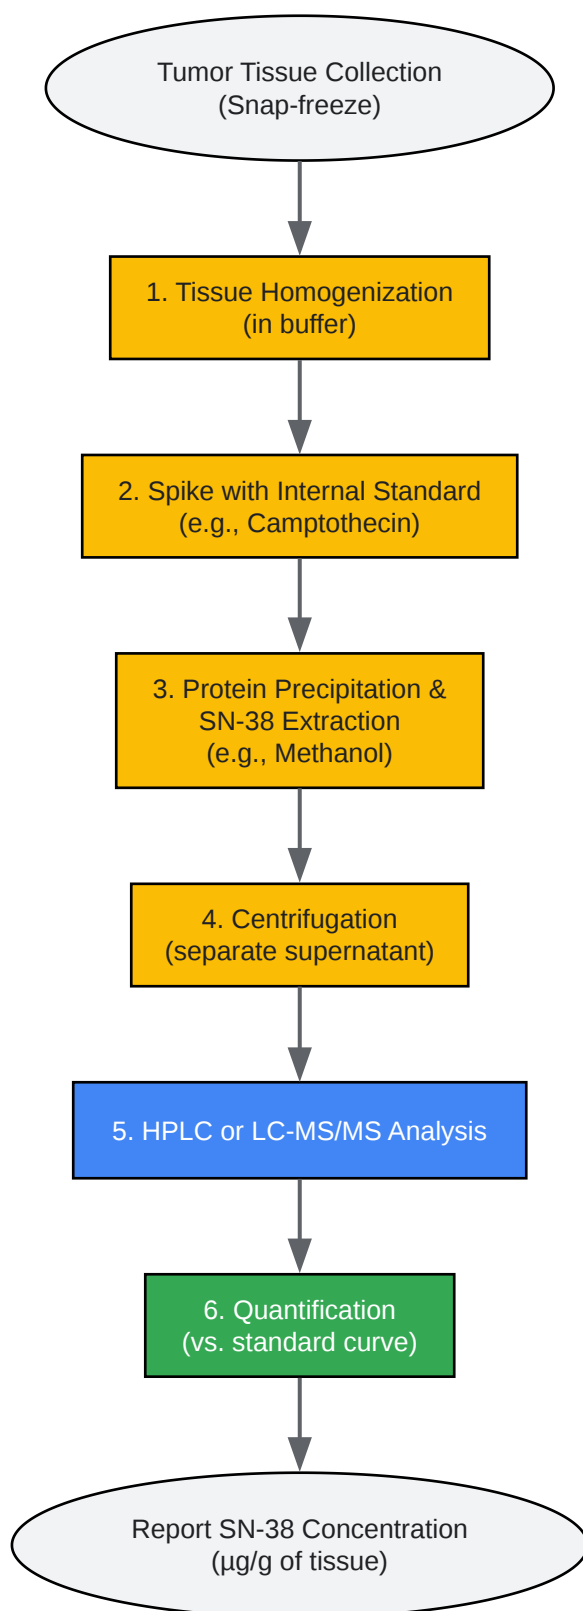 Tumor Tissue Collection
(Snap-freeze)
1. Tissue Homogenization
(in buffer)
2. Spike with Internal Standard
(e.g., Camptothecin)
3. Protein Precipitation &
SN-38 Extraction
(e.g., Methanol)
4. Centrifugation
(separate supernatant)
5. HPLC or LC-MS/MS Analysis
6. Quantification
(vs. standard curve)
Report SN-38 Concentration
(µg/g of tissue)